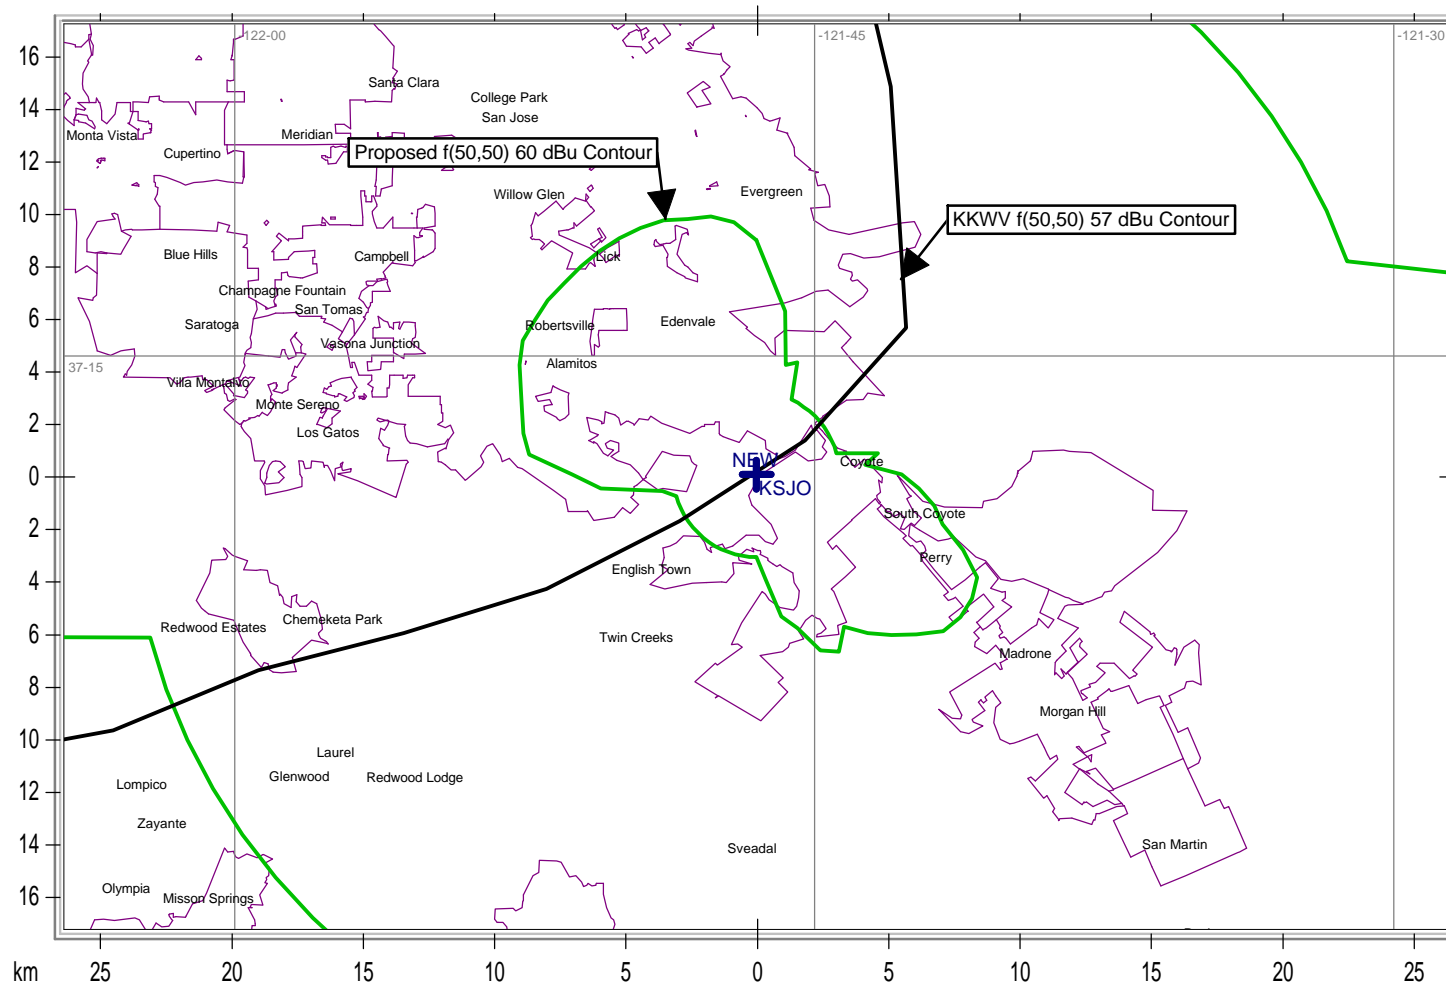 122-00
-121-45
-121-30
16
Santa Clara
College Park
14
San Jose
Monta Vista
Meridian
Cupertino
Proposed f(50,50) 60 dBu Contour
12
Willow Glen
Evergreen
10
KKWV f(50,50) 57 dBu Contour
Blue Hills
Campbell
Lick
8
Champagne Fountain
San Tomas
Saratoga
Robertsville
Edenvale
6
Vasona Junction
37-15
Alamitos
4
Villa Montalvo
Monte Sereno
2
Los Gatos
NEW
Coyote
0
KSJO
South Coyote
2
Perry
English Town
4
Chemeketa Park
Redwood Estates
Twin Creeks
6
Madrone
8
Morgan Hill
10
Laurel
Glenwood
Redwood Lodge
Lompico
12
Zayante
14
Sveadal
San Martin
Olympia
Misson Springs
16
km
25
20
15
10
5
0
5
10
15
20
25